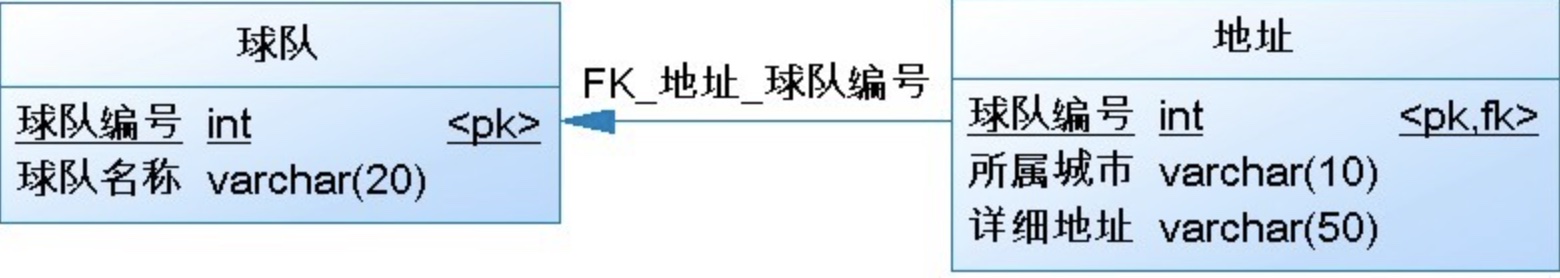 球队
球队编号 int <pk>
球队名称 varchar(20)
FK_地址_球队编号
地址
球队编号 int <pk,fk>
所属城市 varchar(10)
详细地址 varchar(50)